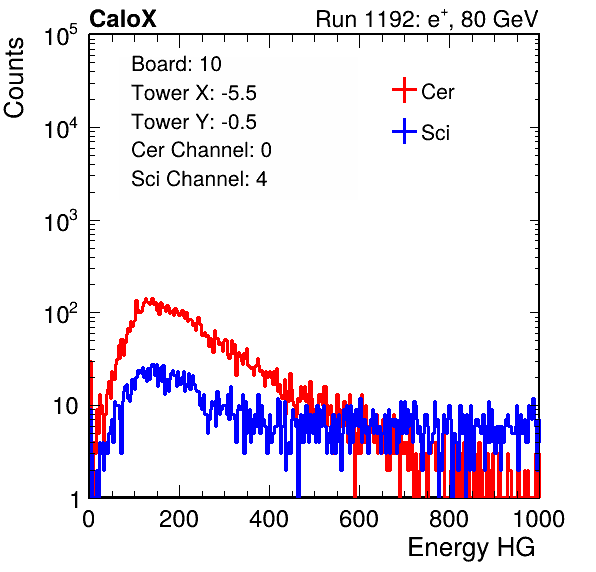 CaloX Run 1192: e⁺, 80 GeV
Counts
Board: 10
Tower X: -5.5
Tower Y: -0.5
Cer Channel: 0
Sci Channel: 4
Cer
Sci
10⁵
10⁴
10³
10²
10
1
0 200 400 600 800 1000
Energy HG